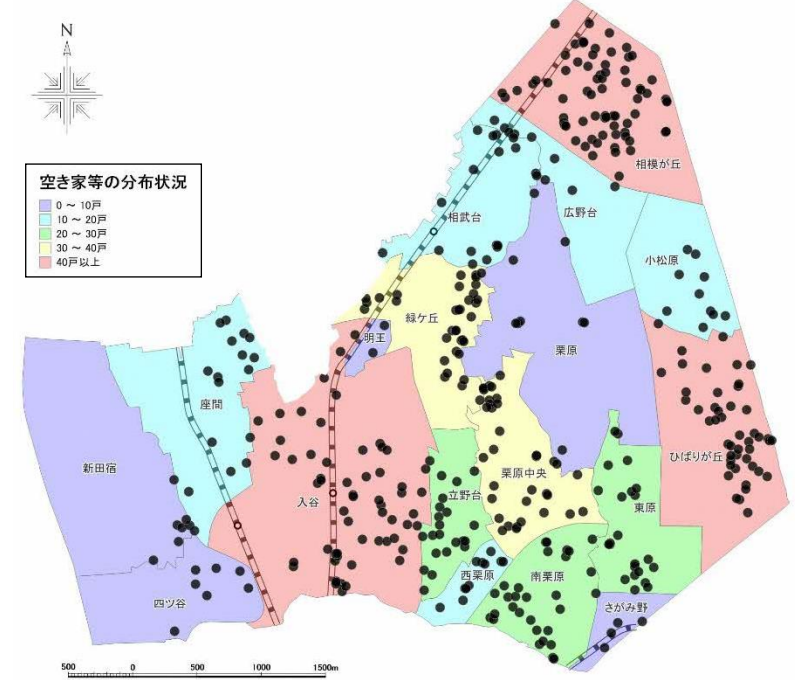 N
空き家等の分布状況
0 ～ 10戸
10 ～ 20戸
20 ～ 30戸
30 ～ 40戸
40戸以上
相模が丘
相武台
広野台
小松原
緑ケ丘
明王
栗原
座間
ひばりが丘
新田宿
入谷
立野台
栗原中央
東原
西栗原
南栗原
四ツ谷
さがみ野
500 0 500 1000 1500m